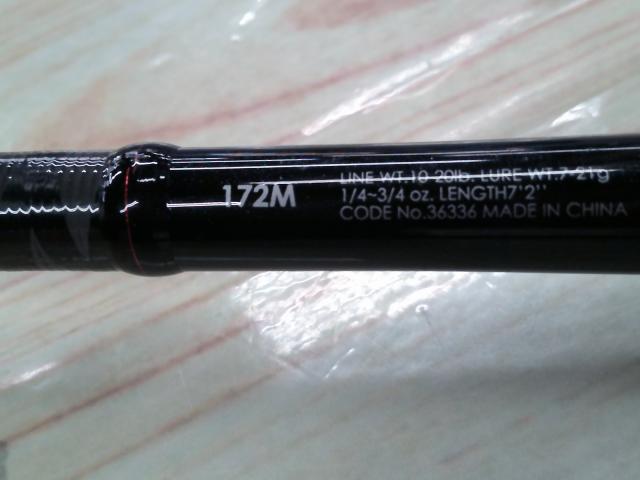 172M
LINE WT.10-20lb. LURE WT.7-21g
1/4~3/4 oz. LENGTH7'2''
CODE No.36336 MADE IN CHINA